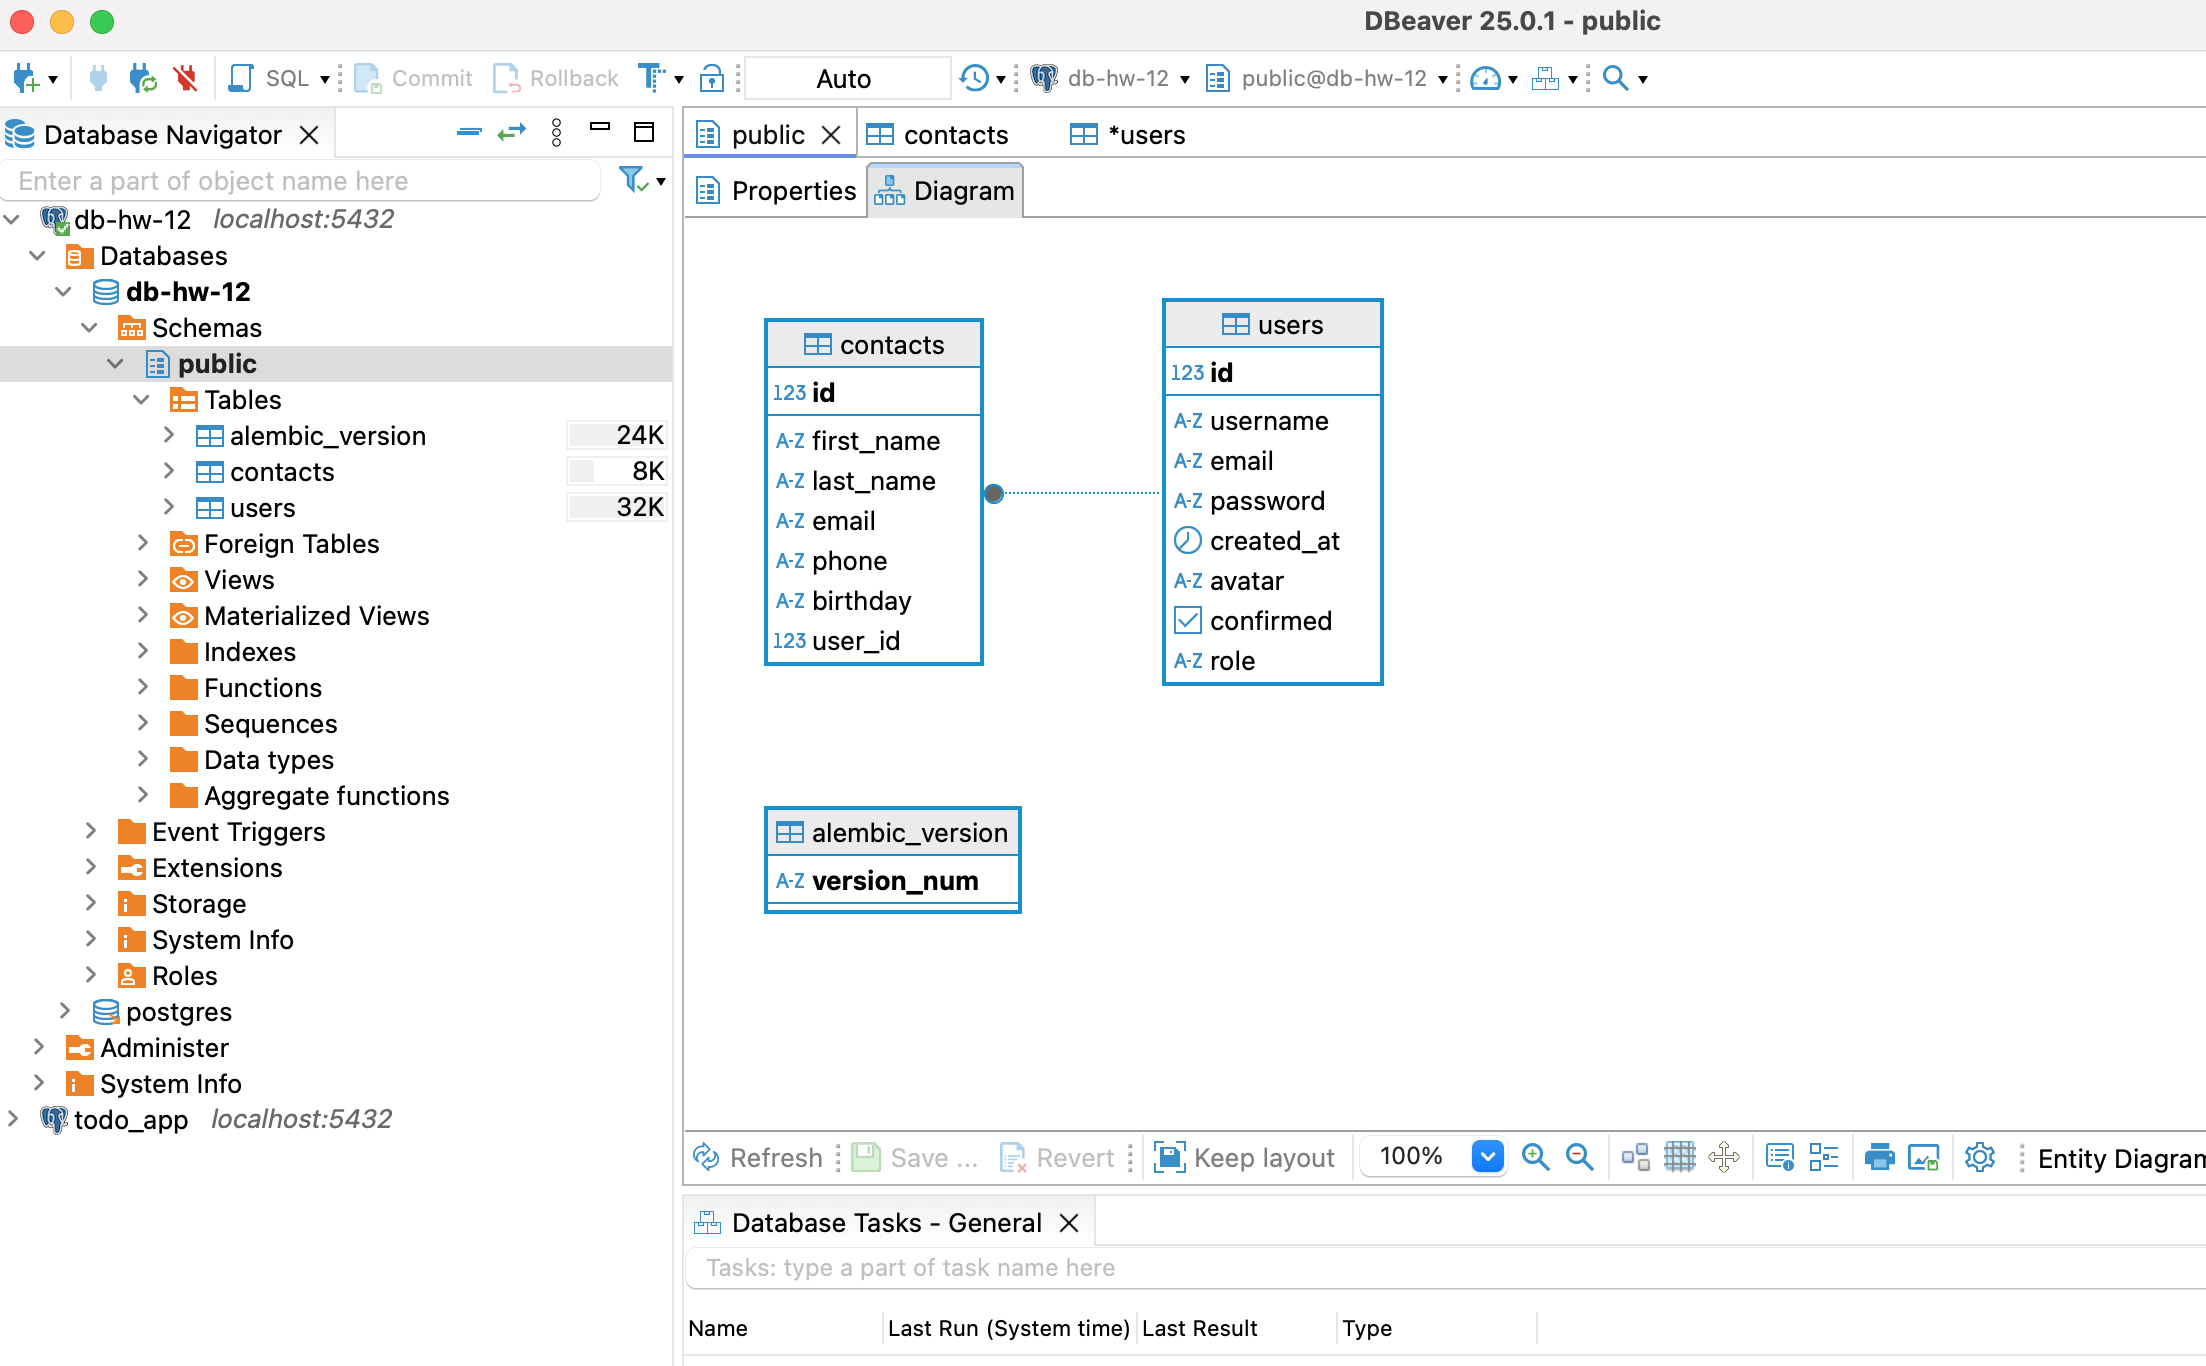 DBeaver 25.0.1 - public
SQL Commit Rollback Auto db-hw-12 public@db-hw-12
Database Navigator
Enter a part of object name here
db-hw-12 localhost:5432
Databases
db-hw-12
Schemas
public
Tables
alembic_version 24K
contacts 8K
users 32K
Foreign Tables
Views
Materialized Views
Indexes
Functions
Sequences
Data types
Aggregate functions
Event Triggers
Extensions
Storage
System Info
Roles
postgres
Administer
System Info
todo_app localhost:5432
public contacts *users
Properties Diagram
contacts
123 id
A-Z first_name
A-Z last_name
A-Z email
A-Z phone
A-Z birthday
123 user_id
users
123 id
A-Z username
A-Z email
A-Z password
created_at
A-Z avatar
confirmed
A-Z role
alembic_version
A-Z version_num
Refresh Save ... Revert Keep layout 100% Entity Diagram
Database Tasks - General
Tasks: type a part of task name here
Name Last Run (System time) Last Result Type